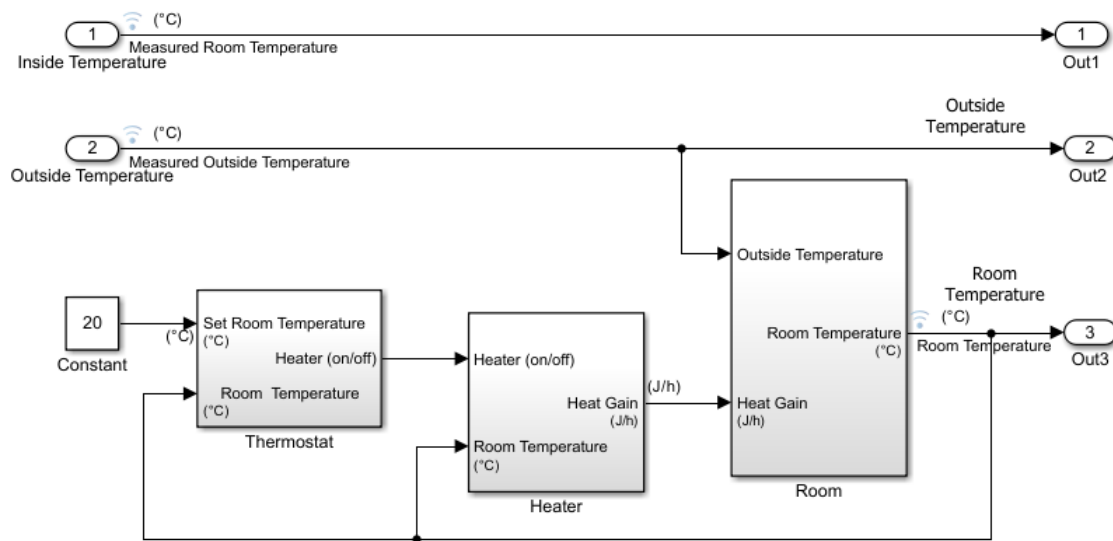 1
(°C)
Measured Room Temperature
Inside Temperature
1
Out1
2
(°C)
Measured Outside Temperature
Outside Temperature
Outside
Temperature
2
Out2
20
Constant
(°C)
Set Room Temperature
(°C)
Heater (on/off)
Room  Temperature
(°C)
Thermostat
Heater (on/off)
Heat Gain
(J/h)
Room Temperature
(°C)
Heater
(J/h)
Outside Temperature
Room Temperature
(°C)
Heat Gain
(J/h)
Room
Room
Temperature
(°C)
Room Temperature
3
Out3